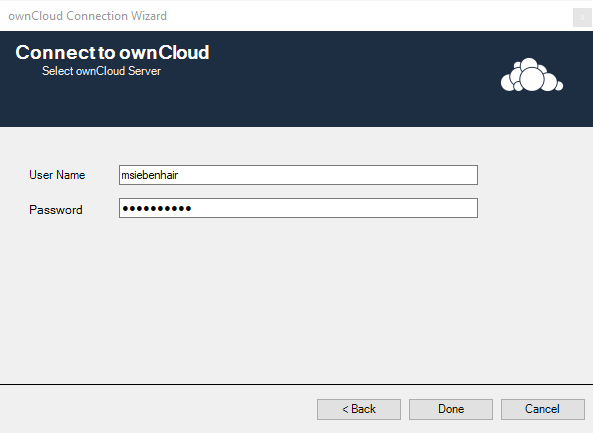 ownCloud Connection Wizard
x
Connect to ownCloud
Select ownCloud Server
User Name
msiebenhair
Password
●●●●●●●●●●
< Back
Done
Cancel